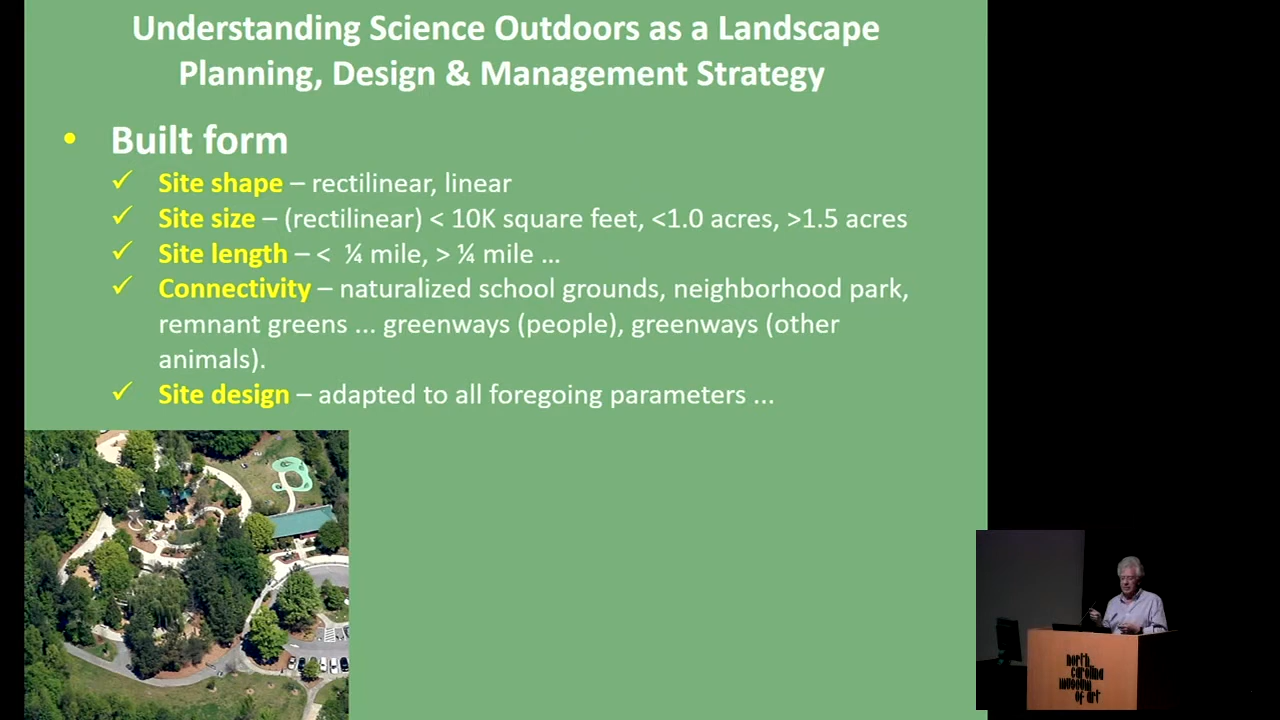 Understanding Science Outdoors as a Landscape
Planning, Design & Management Strategy
• Built form
✓ Site shape – rectilinear, linear
✓ Site size – (rectilinear) < 10K square feet, <1.0 acres, >1.5 acres
✓ Site length – < ¼ mile, > ¼ mile ...
✓ Connectivity – naturalized school grounds, neighborhood park,
remnant greens ... greenways (people), greenways (other
animals).
✓ Site design – adapted to all foregoing parameters ...
north
carolina
museum
of art